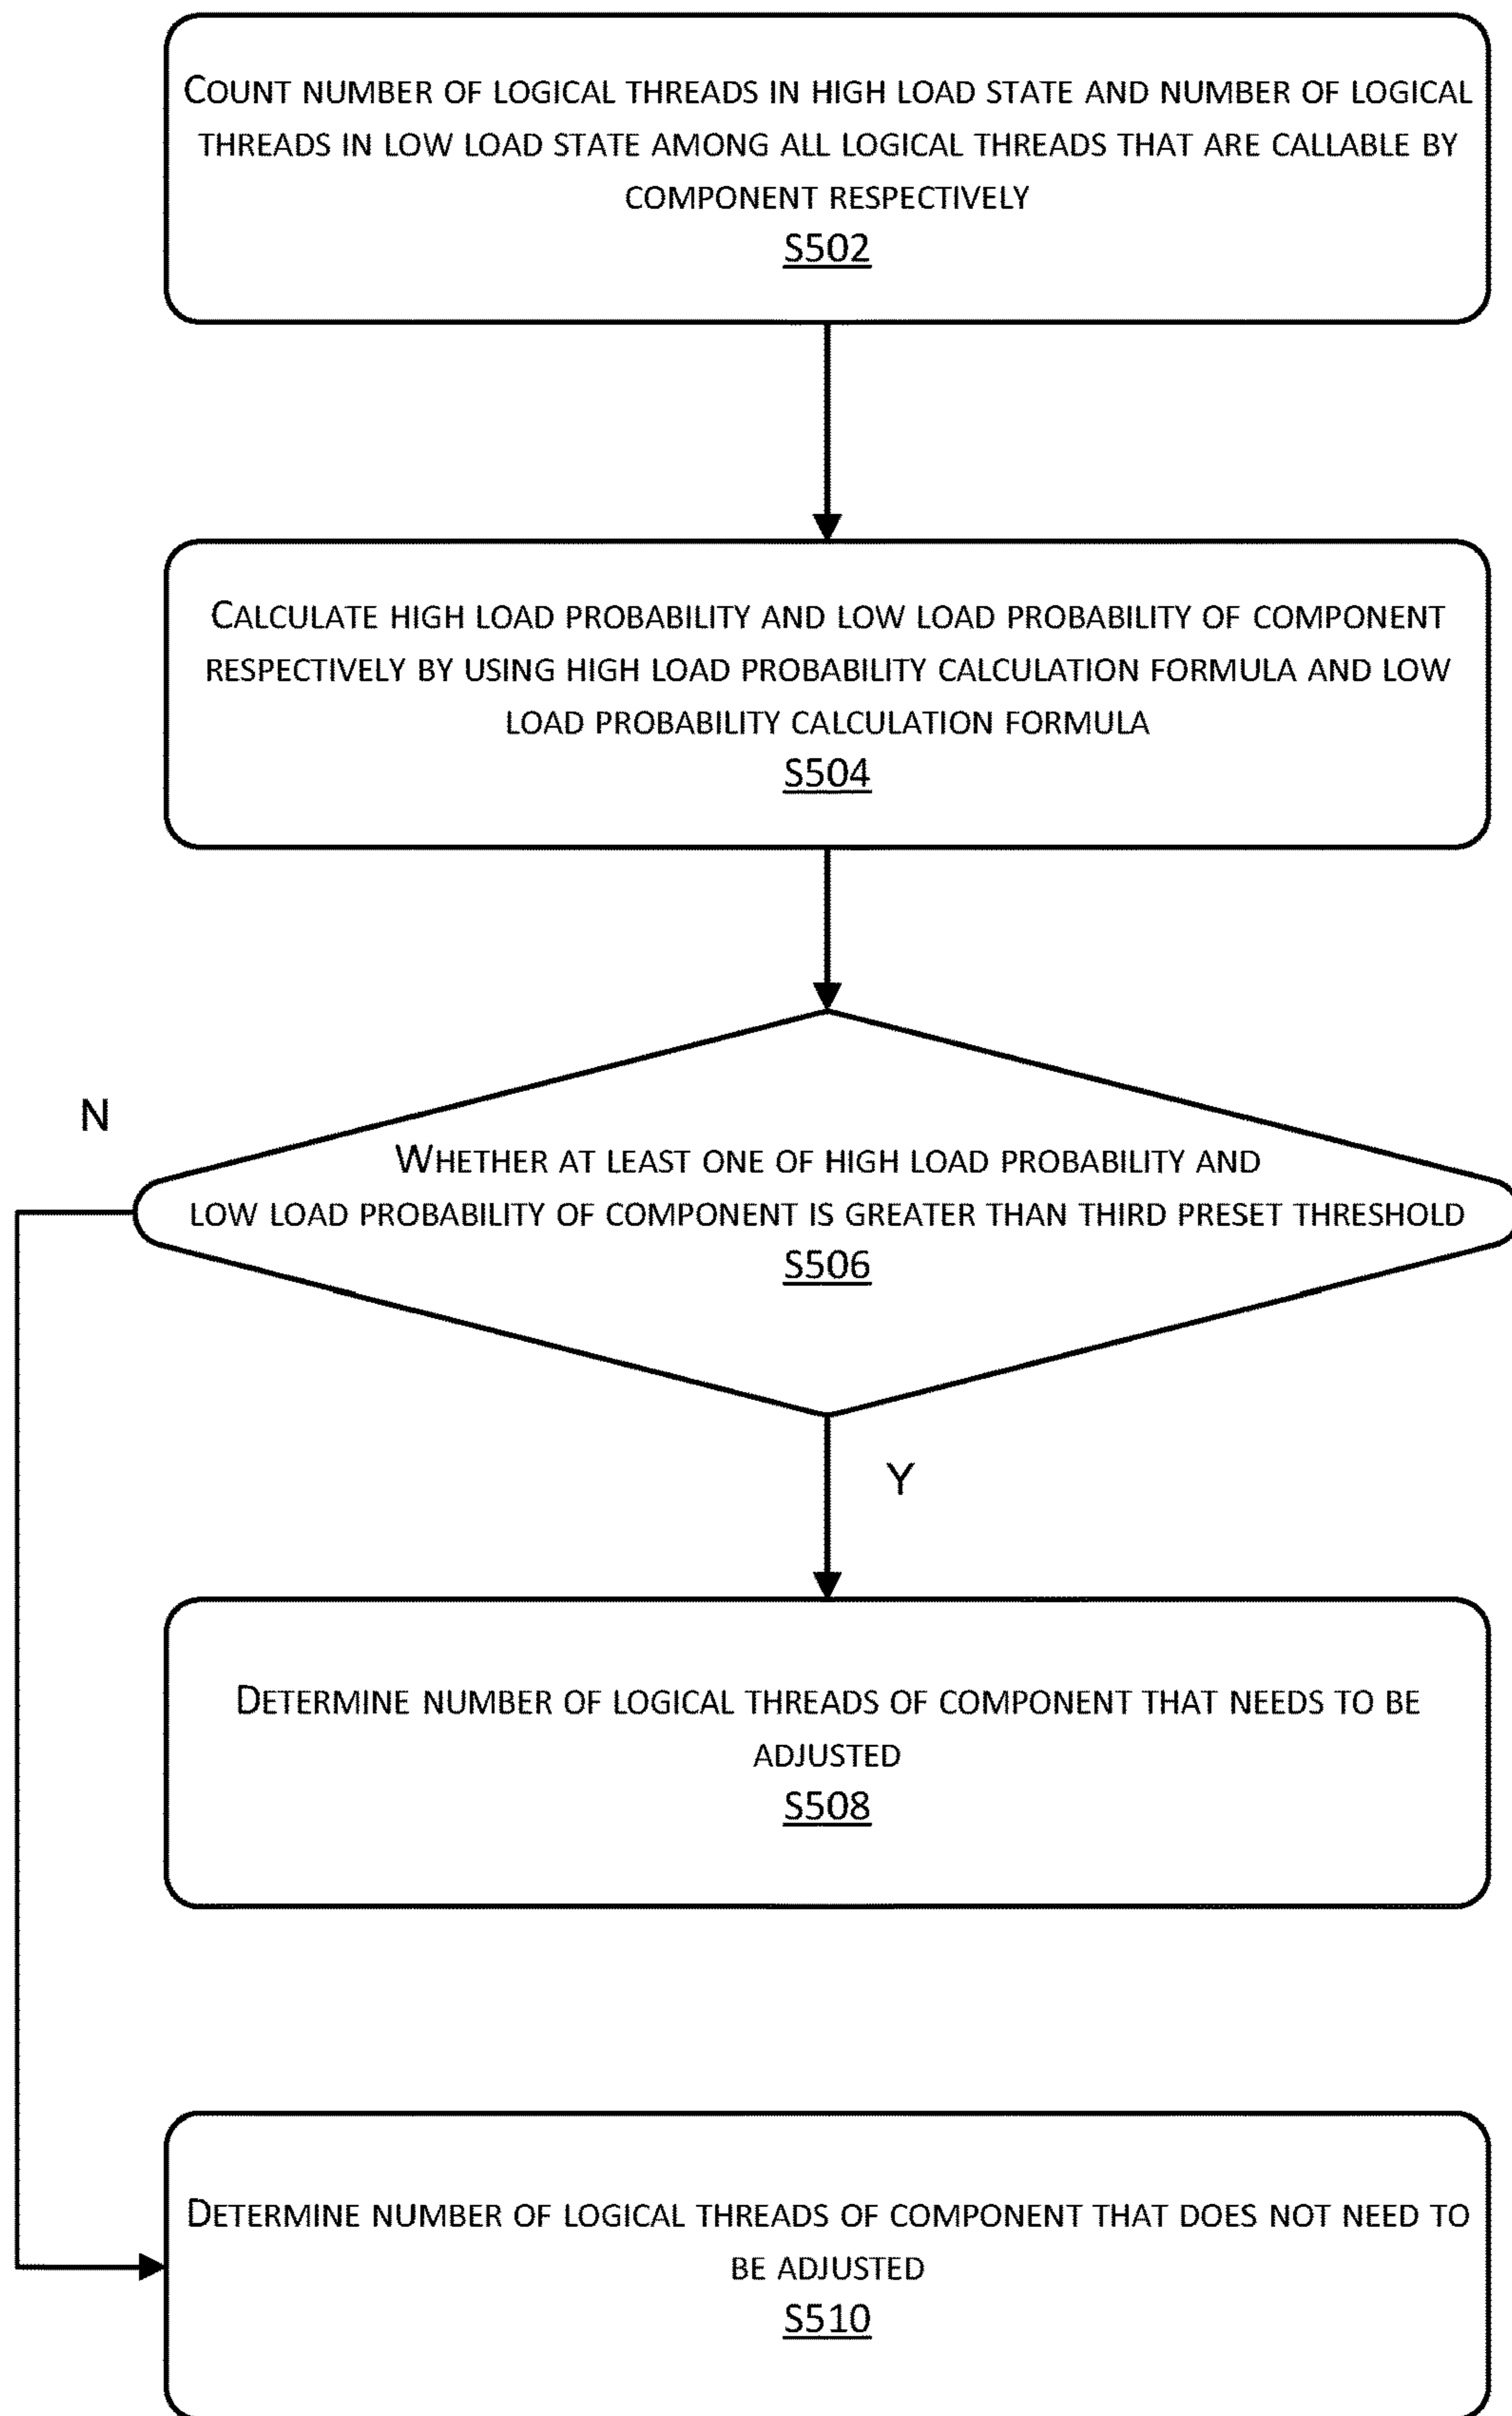 COUNT NUMBER OF LOGICAL THREADS IN HIGH LOAD STATE AND NUMBER OF LOGICAL
THREADS IN LOW LOAD STATE AMONG ALL LOGICAL THREADS THAT ARE CALLABLE BY
COMPONENT RESPECTIVELY
S502
CALCULATE HIGH LOAD PROBABILITY AND LOW LOAD PROBABILITY OF COMPONENT
RESPECTIVELY BY USING HIGH LOAD PROBABILITY CALCULATION FORMULA AND LOW
LOAD PROBABILITY CALCULATION FORMULA
S504
N
WHETHER AT LEAST ONE OF HIGH LOAD PROBABILITY AND
LOW LOAD PROBABILITY OF COMPONENT IS GREATER THAN THIRD PRESET THRESHOLD
S506
Y
DETERMINE NUMBER OF LOGICAL THREADS OF COMPONENT THAT NEEDS TO BE
ADJUSTED
S508
DETERMINE NUMBER OF LOGICAL THREADS OF COMPONENT THAT DOES NOT NEED TO
BE ADJUSTED
S510